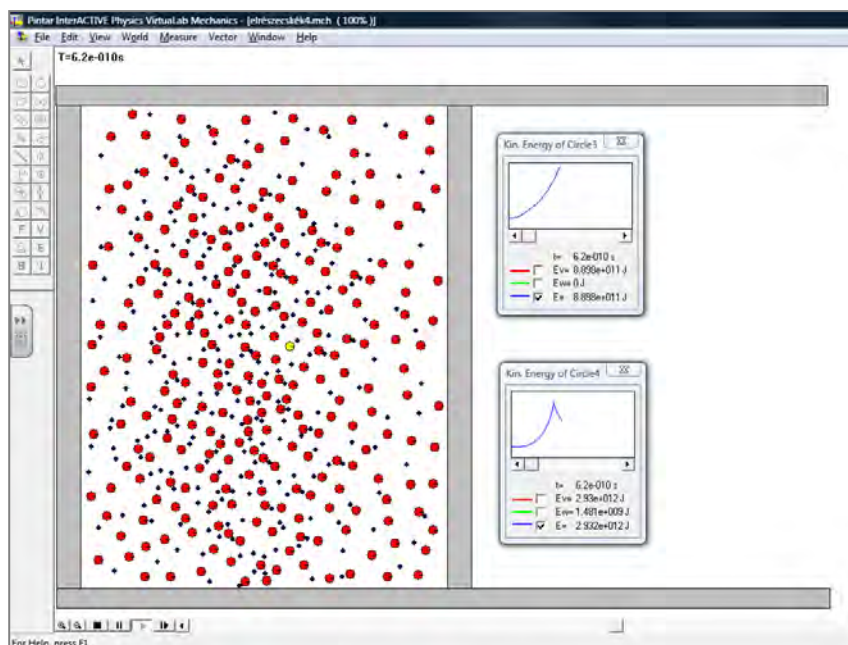 Pintar InterACTIVE Physics VirtuaLab Mechanics - [elrészecskék4.mch ( 100% )]
File Edit View World Measure Vector Window Help
T=6.2e-010s
Kin. Energy of Circle3
t= 6.2e-010 s
Ev= 8.898e+011 J
Ew= 0 J
E= 8.898e+011 J
Kin. Energy of Circle4
t= 6.2e-010 s
Ev= 2.93e+012 J
Ew= 1.481e+009 J
E= 2.932e+012 J
For Help, press F1